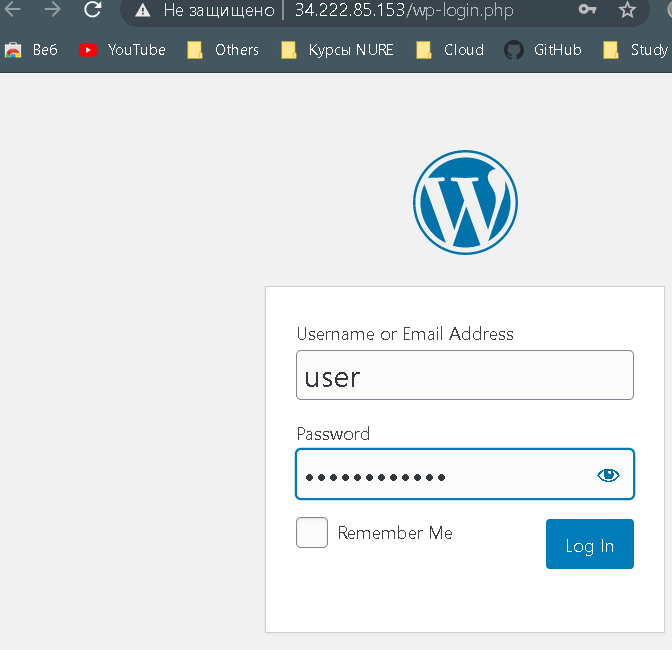 Не защищено | 34.222.85.153/wp-login.php
Веб YouTube Others Курсы NURE Cloud GitHub Study
Username or Email Address
user
Password
••••••••••••
Remember Me
Log In